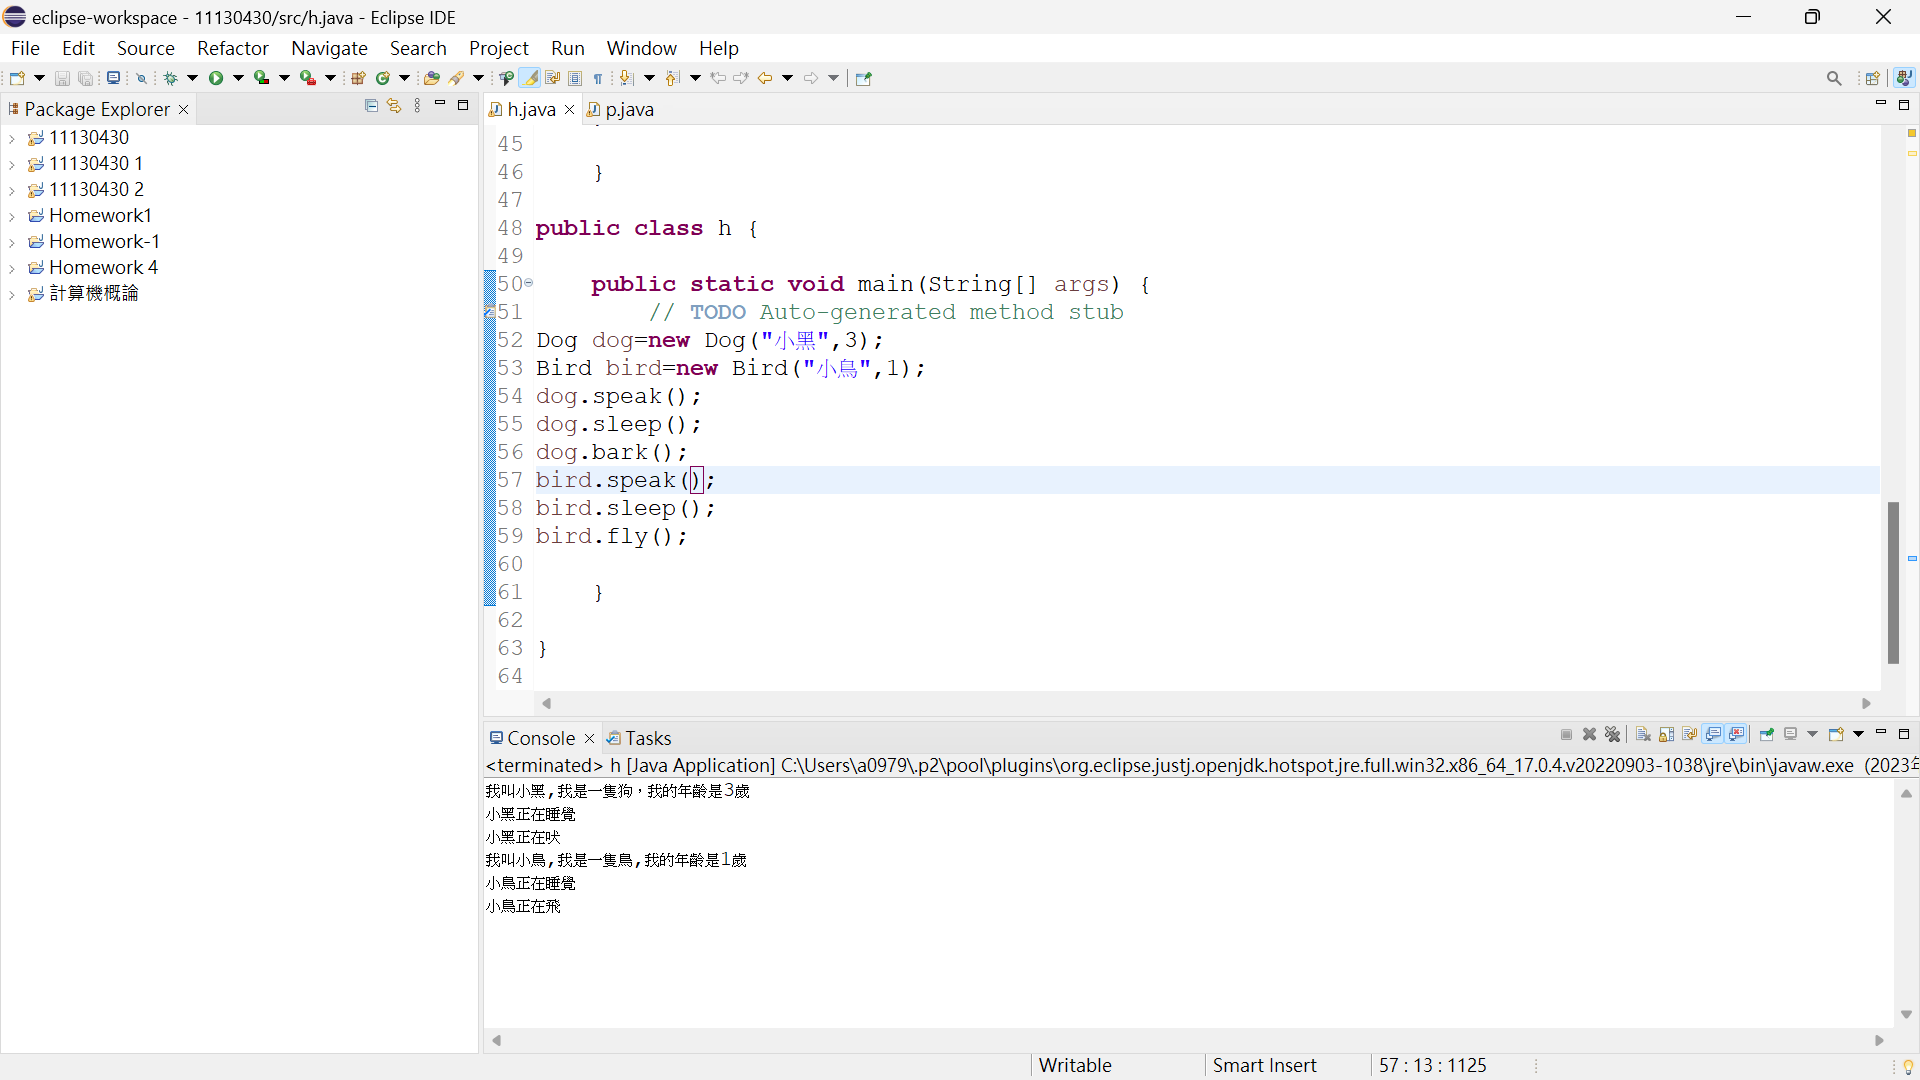 eclipse-workspace - 11130430/src/h.java - Eclipse IDE
File Edit Source Refactor Navigate Search Project Run Window Help
Package Explorer
11130430
11130430 1
11130430 2
Homework1
Homework-1
Homework 4
計算機概論
h.java p.java
45
46 }
47
48 public class h {
49
50 public static void main(String[] args) {
51 // TODO Auto-generated method stub
52 Dog dog=new Dog("小黑",3);
53 Bird bird=new Bird("小鳥",1);
54 dog.speak();
55 dog.sleep();
56 dog.bark();
57 bird.speak();
58 bird.sleep();
59 bird.fly();
60
61 }
62
63 }
64
Console Tasks
<terminated> h [Java Application] C:\Users\a0979\.p2\pool\plugins\org.eclipse.justj.openjdk.hotspot.jre.full.win32.x86_64_17.0.4.v20220903-1038\jre\bin\javaw.exe (2023年
我叫小黑,我是一隻狗，我的年齡是3歲
小黑正在睡覺
小黑正在吠
我叫小鳥,我是一隻鳥,我的年齡是1歲
小鳥正在睡覺
小鳥正在飛
Writable Smart Insert 57 : 13 : 1125